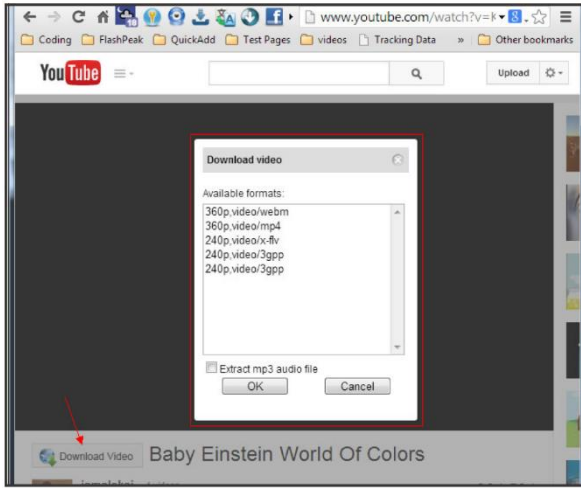 www.youtube.com/watch?v=k
Coding FlashPeak QuickAdd Test Pages videos Tracking Data » Other bookmarks
YouTube Upload
Download video
Available formats:
360p,video/webm
360p,video/mp4
240p,video/x-flv
240p,video/3gpp
240p,video/3gpp
Extract mp3 audio file
OK Cancel
Download Video Baby Einstein World Of Colors